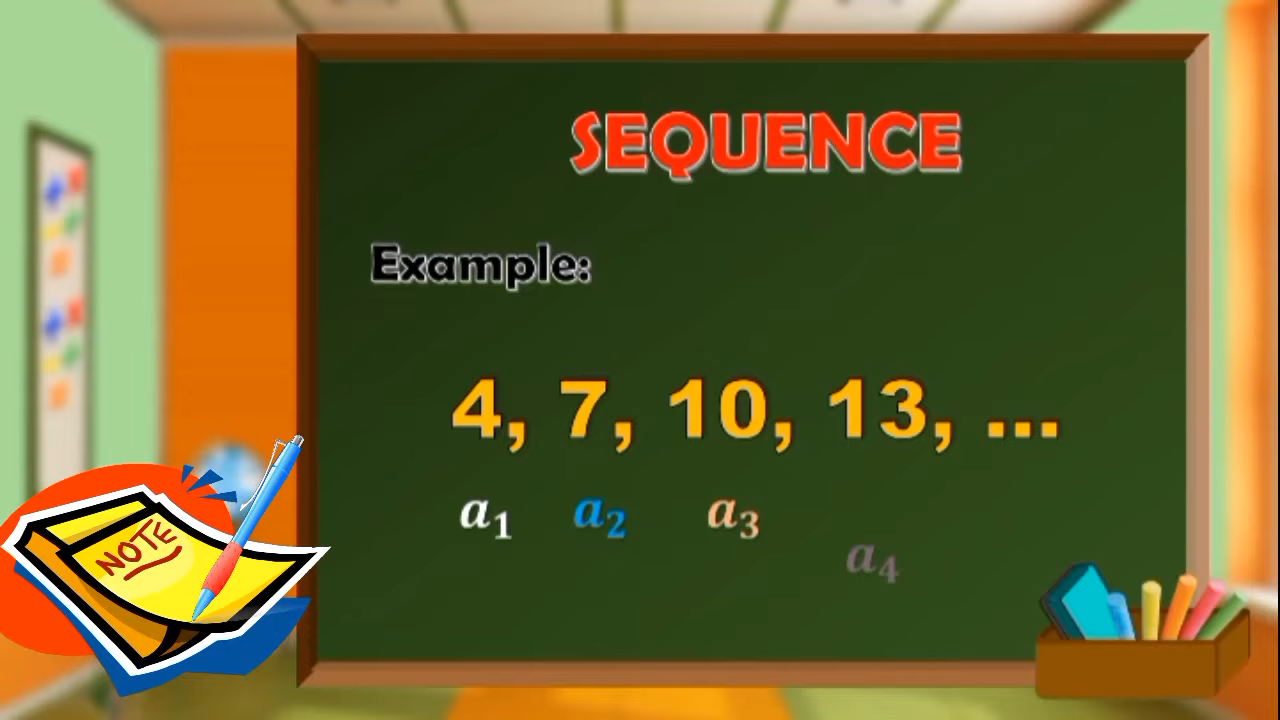 SEQUENCE
Example:
4, 7, 10, 13, ...
a₁ a₂ a₃ a₄
NOTE